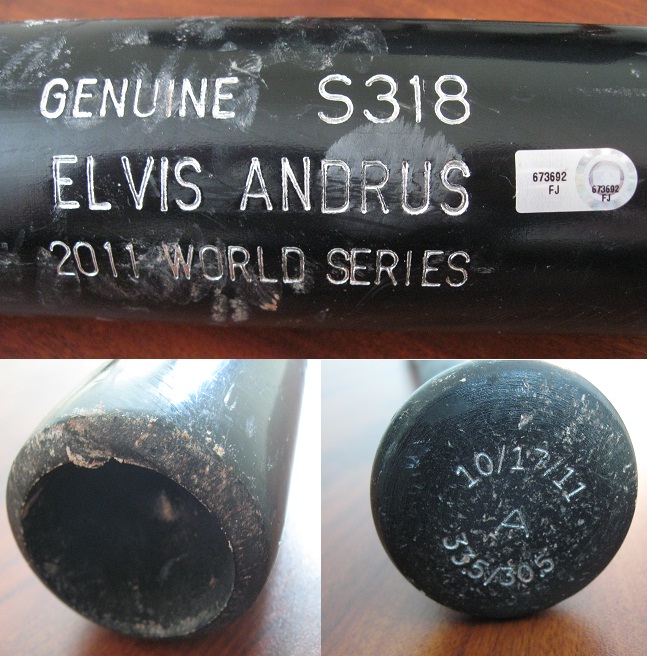 GENUINE S318
ELVIS ANDRUS
2011 WORLD SERIES
673692
FJ
673692
FJ
10/17/11
A
335/305